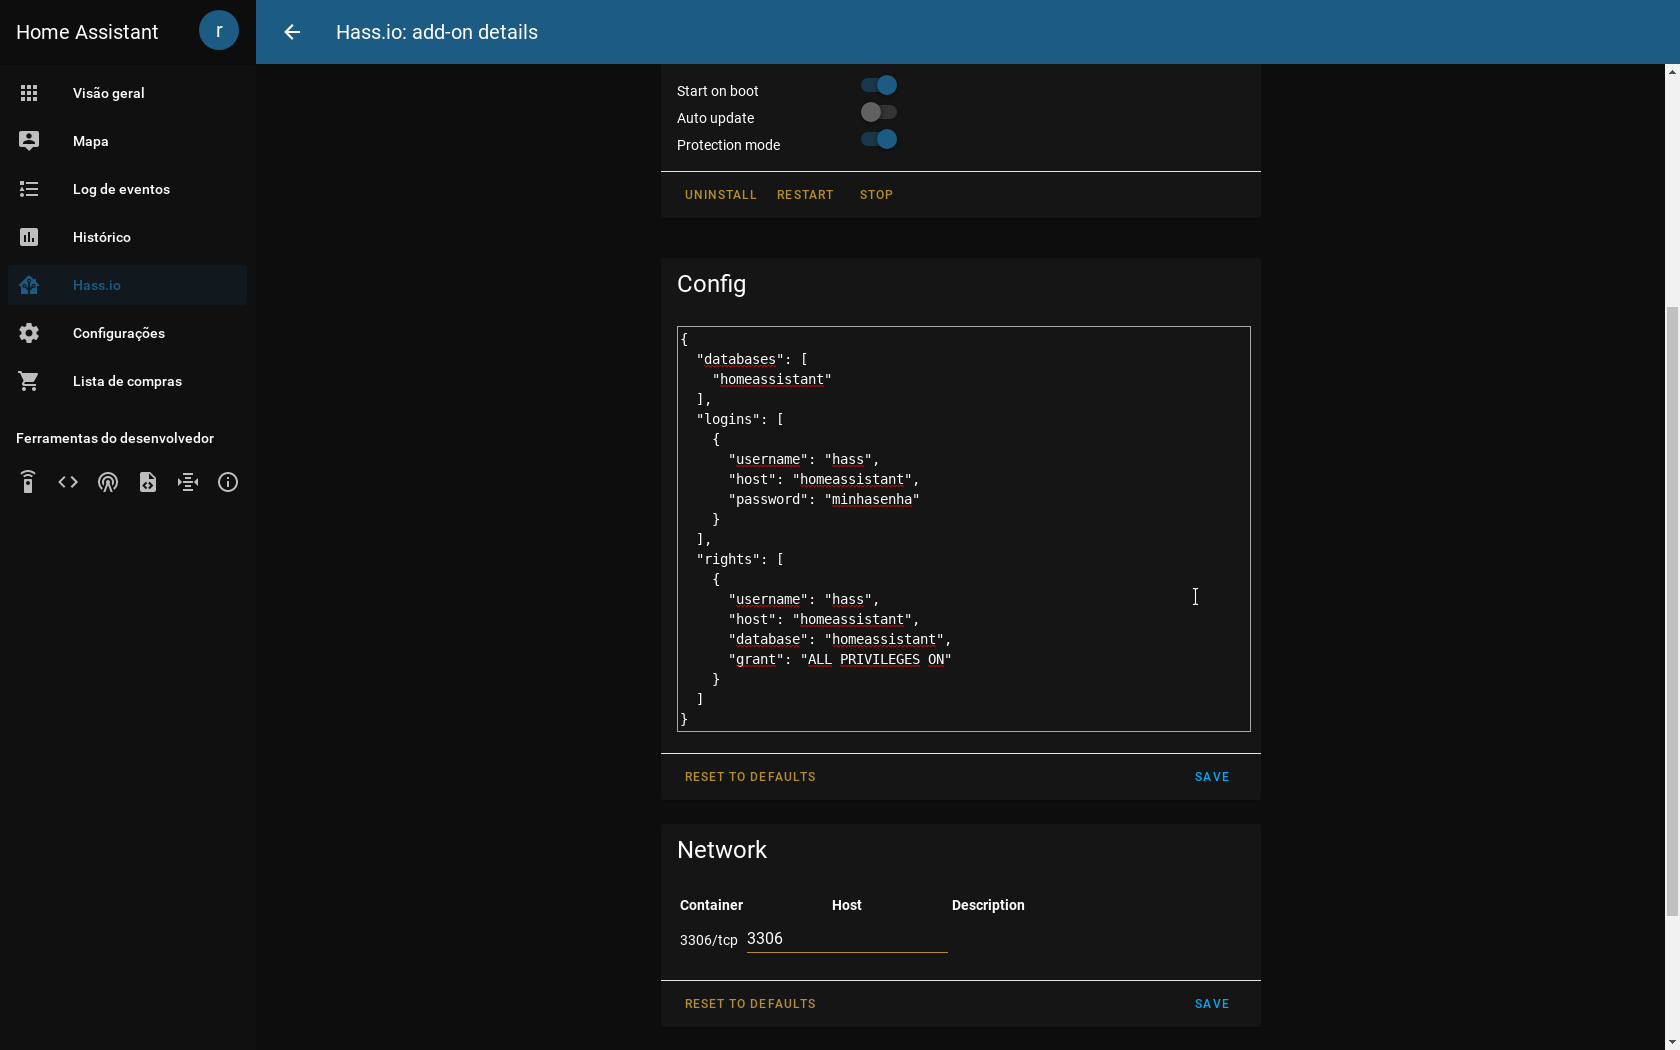 Home Assistant
r
Hass.io: add-on details
Visão geral
Mapa
Log de eventos
Histórico
Hass.io
Configurações
Lista de compras
Ferramentas do desenvolvedor
Start on boot
Auto update
Protection mode
UNINSTALL RESTART STOP
Config
{
  "databases": [
    "homeassistant"
  ],
  "logins": [
    {
      "username": "hass",
      "host": "homeassistant",
      "password": "minhasenha"
    }
  ],
  "rights": [
    {
      "username": "hass",
      "host": "homeassistant",
      "database": "homeassistant",
      "grant": "ALL PRIVILEGES ON"
    }
  ]
}
RESET TO DEFAULTS SAVE
Network
Container Host Description
3306/tcp 3306
RESET TO DEFAULTS SAVE